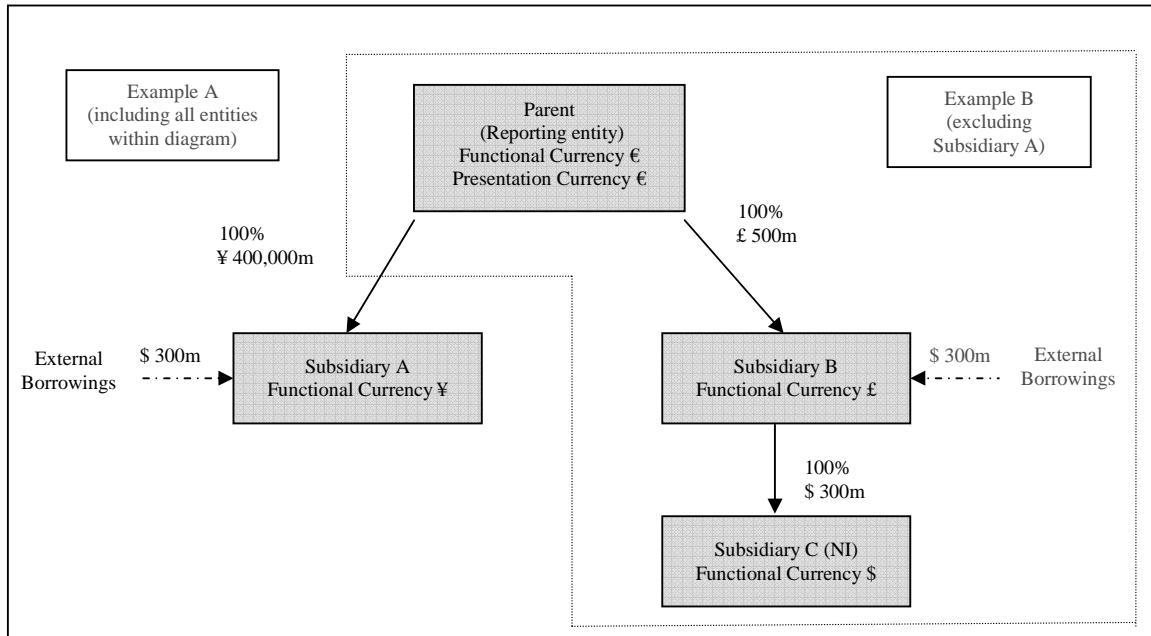 Example A
(including all entities
within diagram)
Parent
(Reporting entity)
Functional Currency €
Presentation Currency €
Example B
(excluding
Subsidiary A)
100%
¥ 400,000m
100%
£ 500m
External
Borrowings
$ 300m
Subsidiary A
Functional Currency ¥
Subsidiary B
Functional Currency £
$ 300m
External
Borrowings
100%
$ 300m
Subsidiary C (NI)
Functional Currency $